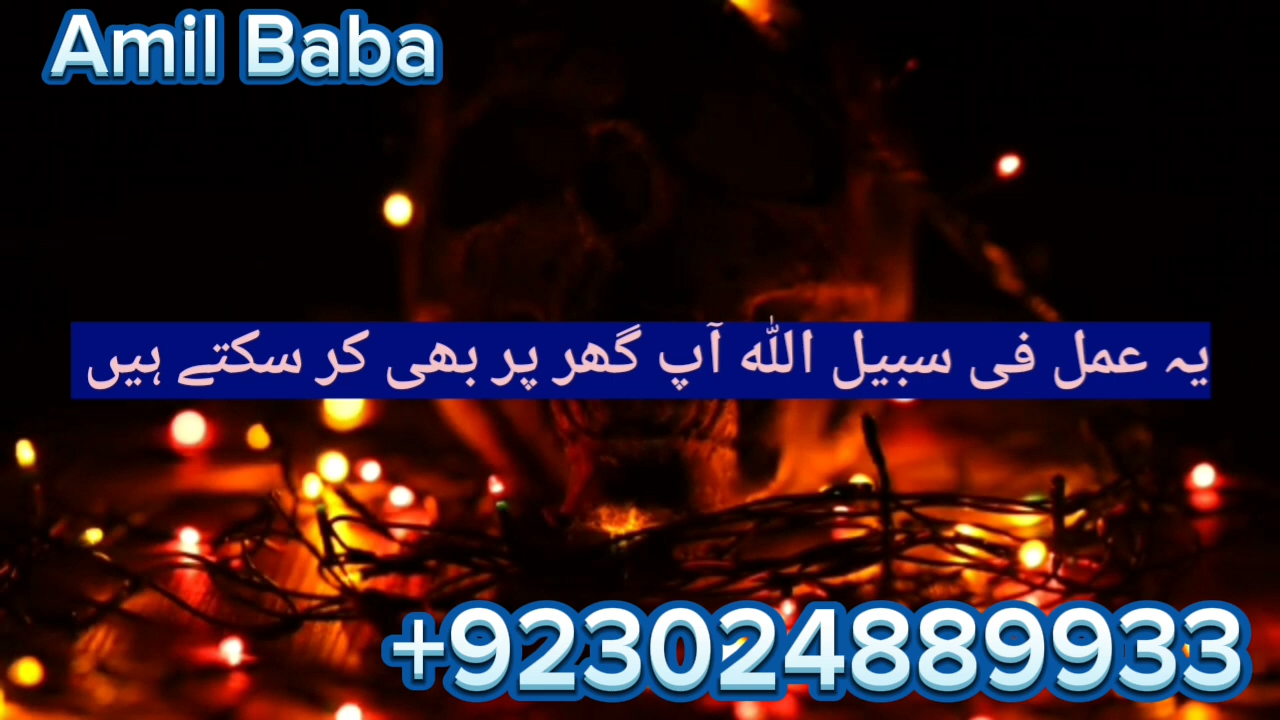 Amil Baba
یہ عمل فی سبیل اللہ آپ گھر پر بھی کر سکتے ہیں
+923024889933